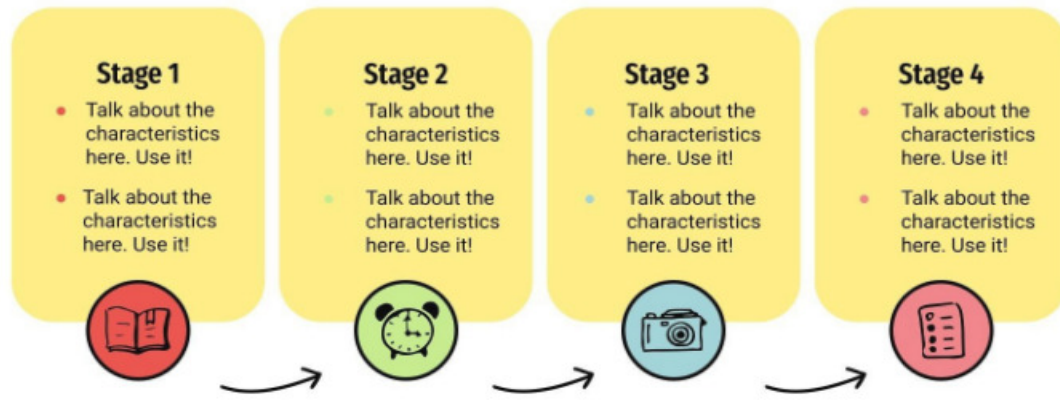 Stage 1
Talk about the
characteristics
here. Use it!
Talk about the
characteristics
here. Use it!
Stage 2
Talk about the
characteristics
here. Use it!
Talk about the
characteristics
here. Use it!
Stage 3
Talk about the
characteristics
here. Use it!
Talk about the
characteristics
here. Use it!
Stage 4
Talk about the
characteristics
here. Use it!
Talk about the
characteristics
here. Use it!